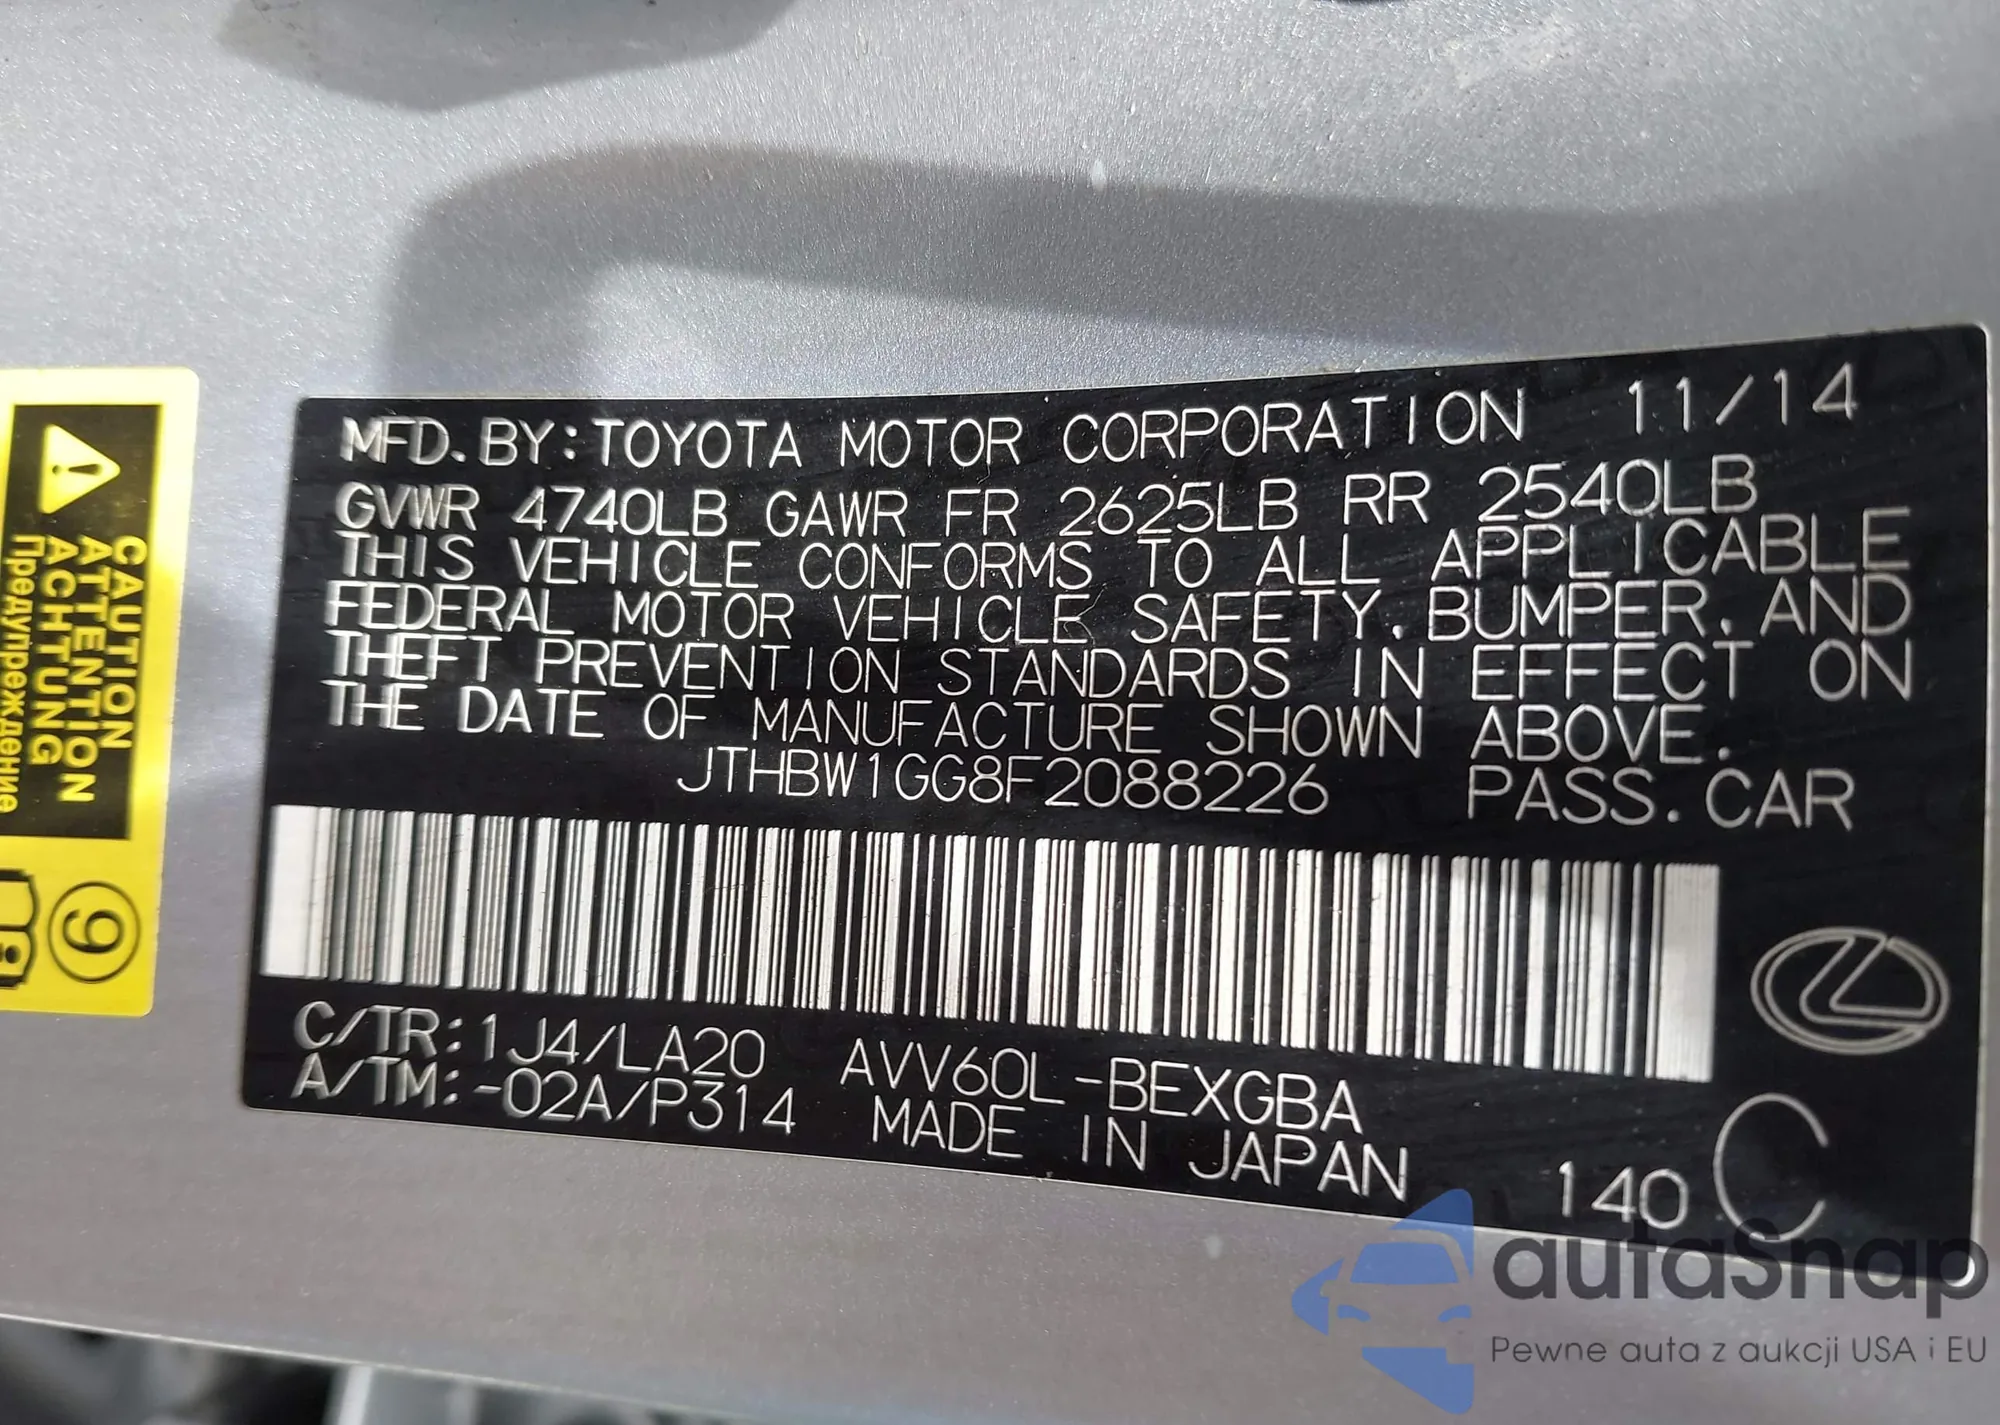 MFD. BY: TOYOTA MOTOR CORPORATION 11/14
GVWR 4740LB GAWR FR 2625LB RR 2540LB
THIS VEHICLE CONFORMS TO ALL APPLICABLE
FEDERAL MOTOR VEHICLE SAFETY, BUMPER, AND
THEFT PREVENTION STANDARDS IN EFFECT ON
THE DATE OF MANUFACTURE SHOWN ABOVE.
JTHBW1GG8F2088226 PASS. CAR
C/TR: 1J4/LA20 AVV60L-BEXGBA
A/TM: -02A/P314 MADE IN JAPAN
140 C
CAUTION
ATTENTION
ACHTUNG
Предупреждение
9
autaSnap
Pewne auta z aukcji USA i EU